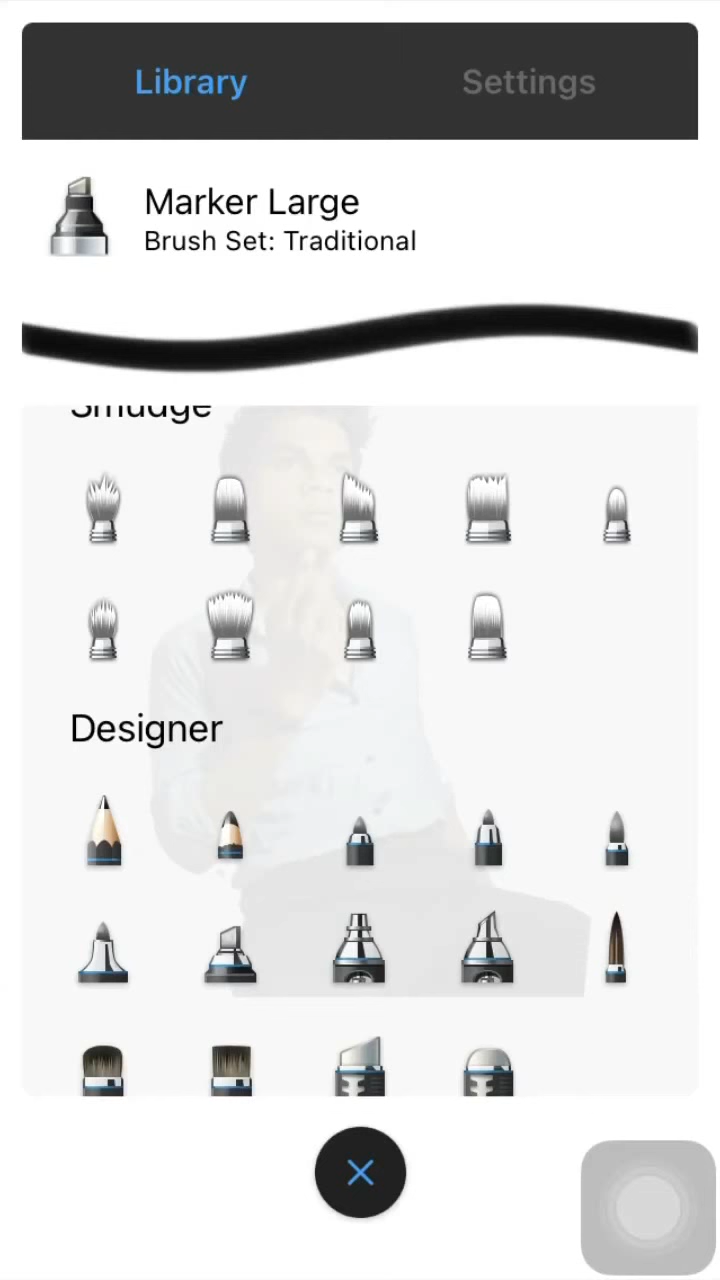 Library
Settings
Marker Large
Brush Set: Traditional
Smudge
Designer